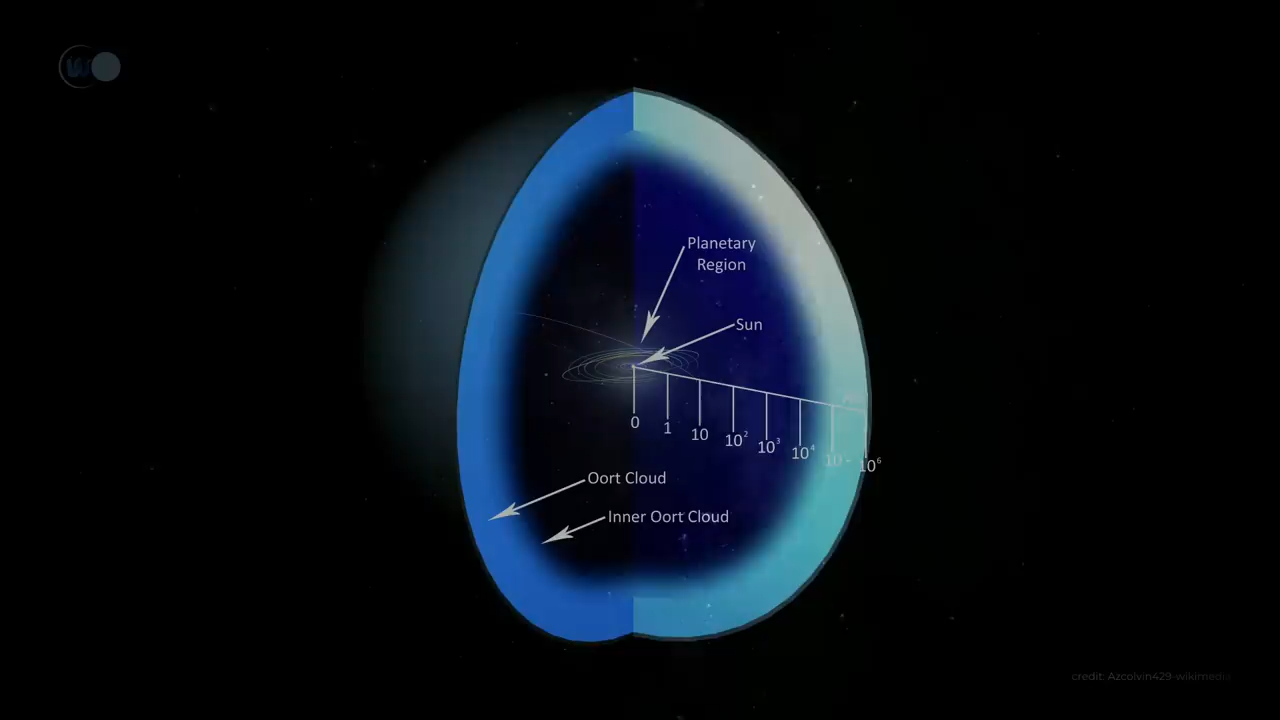 Planetary
Region
Sun
0 1 10 10² 10³ 10⁴ 10⁶
Oort Cloud
Inner Oort Cloud
credit: Azcolvin429-wikimedia